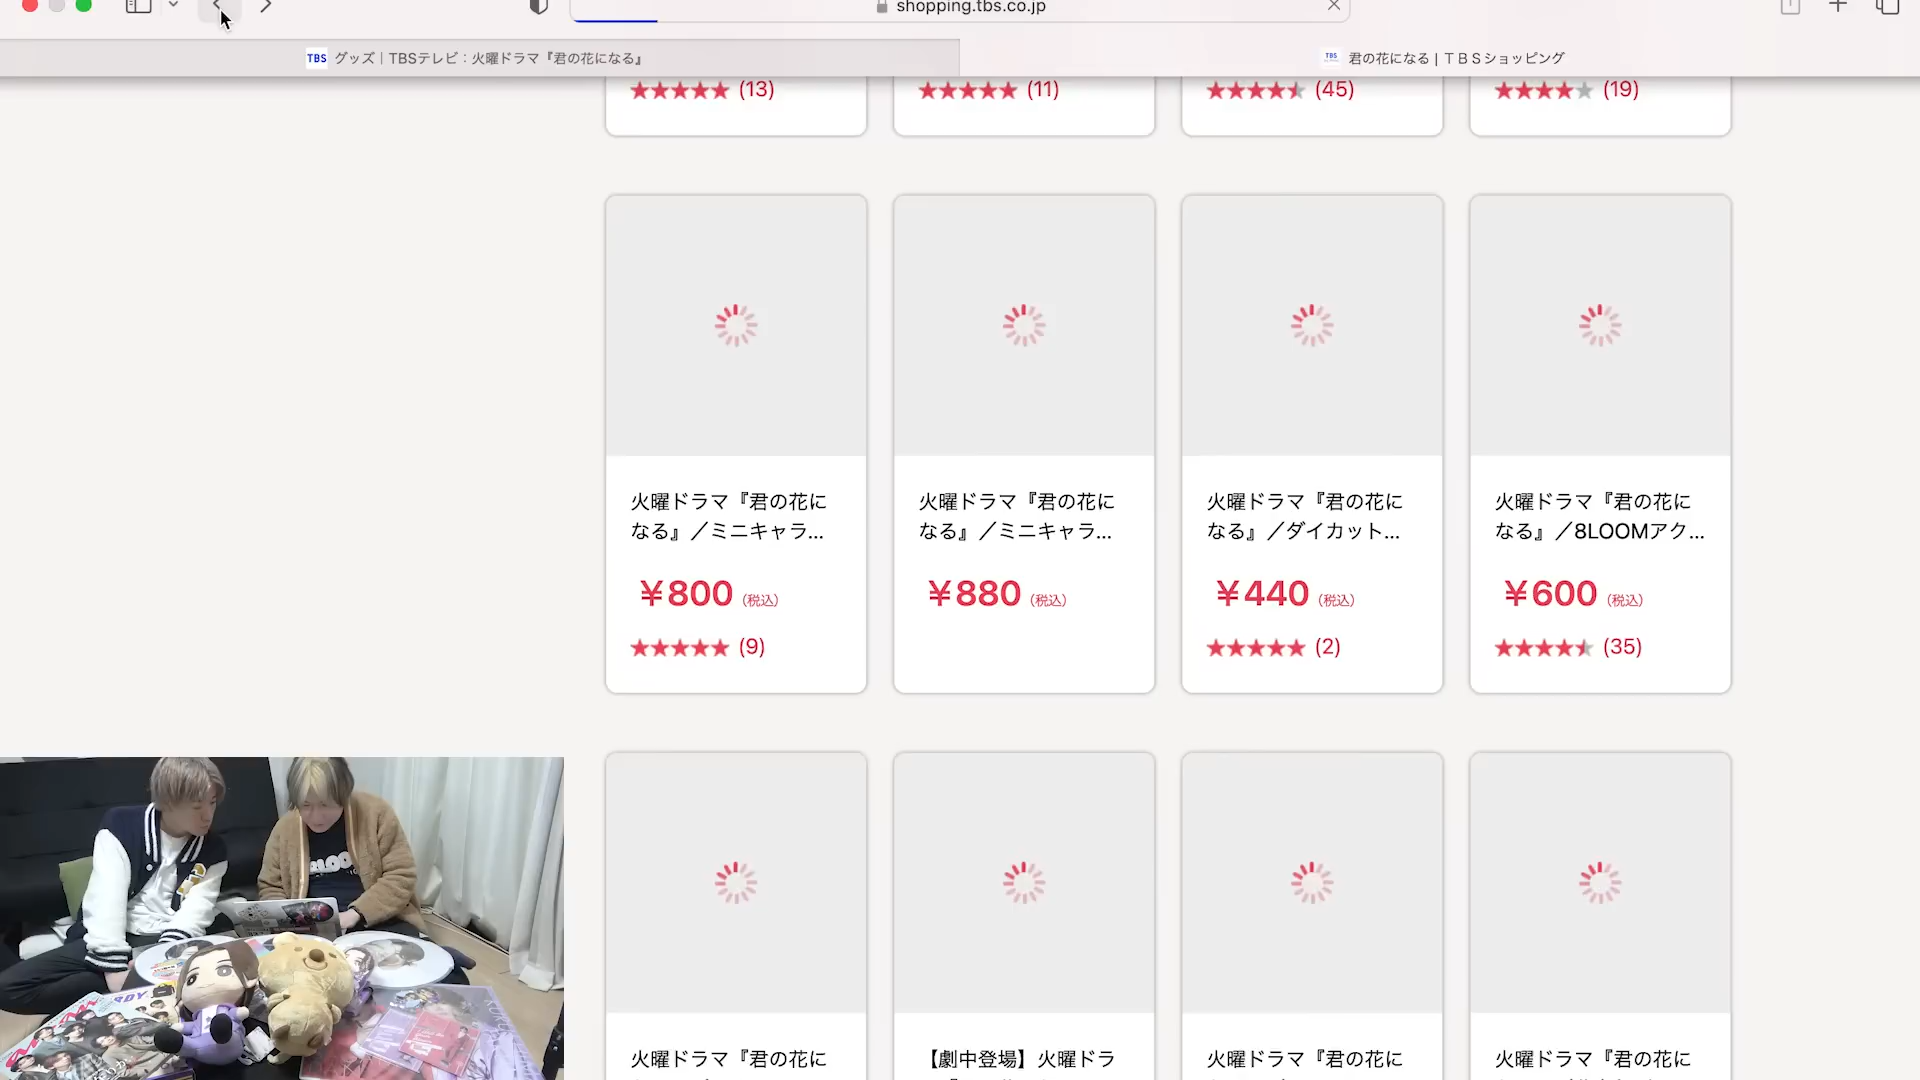 shopping.tbs.co.jp
TBS グッズ｜TBSテレビ：火曜ドラマ『君の花になる』
TBS 君の花になる | ＴＢＳショッピング
(13)
(11)
(45)
(19)
火曜ドラマ『君の花に
なる』／ミニキャラ...
￥800 (税込)
(9)
火曜ドラマ『君の花に
なる』／ミニキャラ...
￥880 (税込)
火曜ドラマ『君の花に
なる』／ダイカット...
￥440 (税込)
(2)
火曜ドラマ『君の花に
なる』／8LOOMアク...
￥600 (税込)
(35)
火曜ドラマ『君の花に
【劇中登場】火曜ドラ
火曜ドラマ『君の花に
火曜ドラマ『君の花に